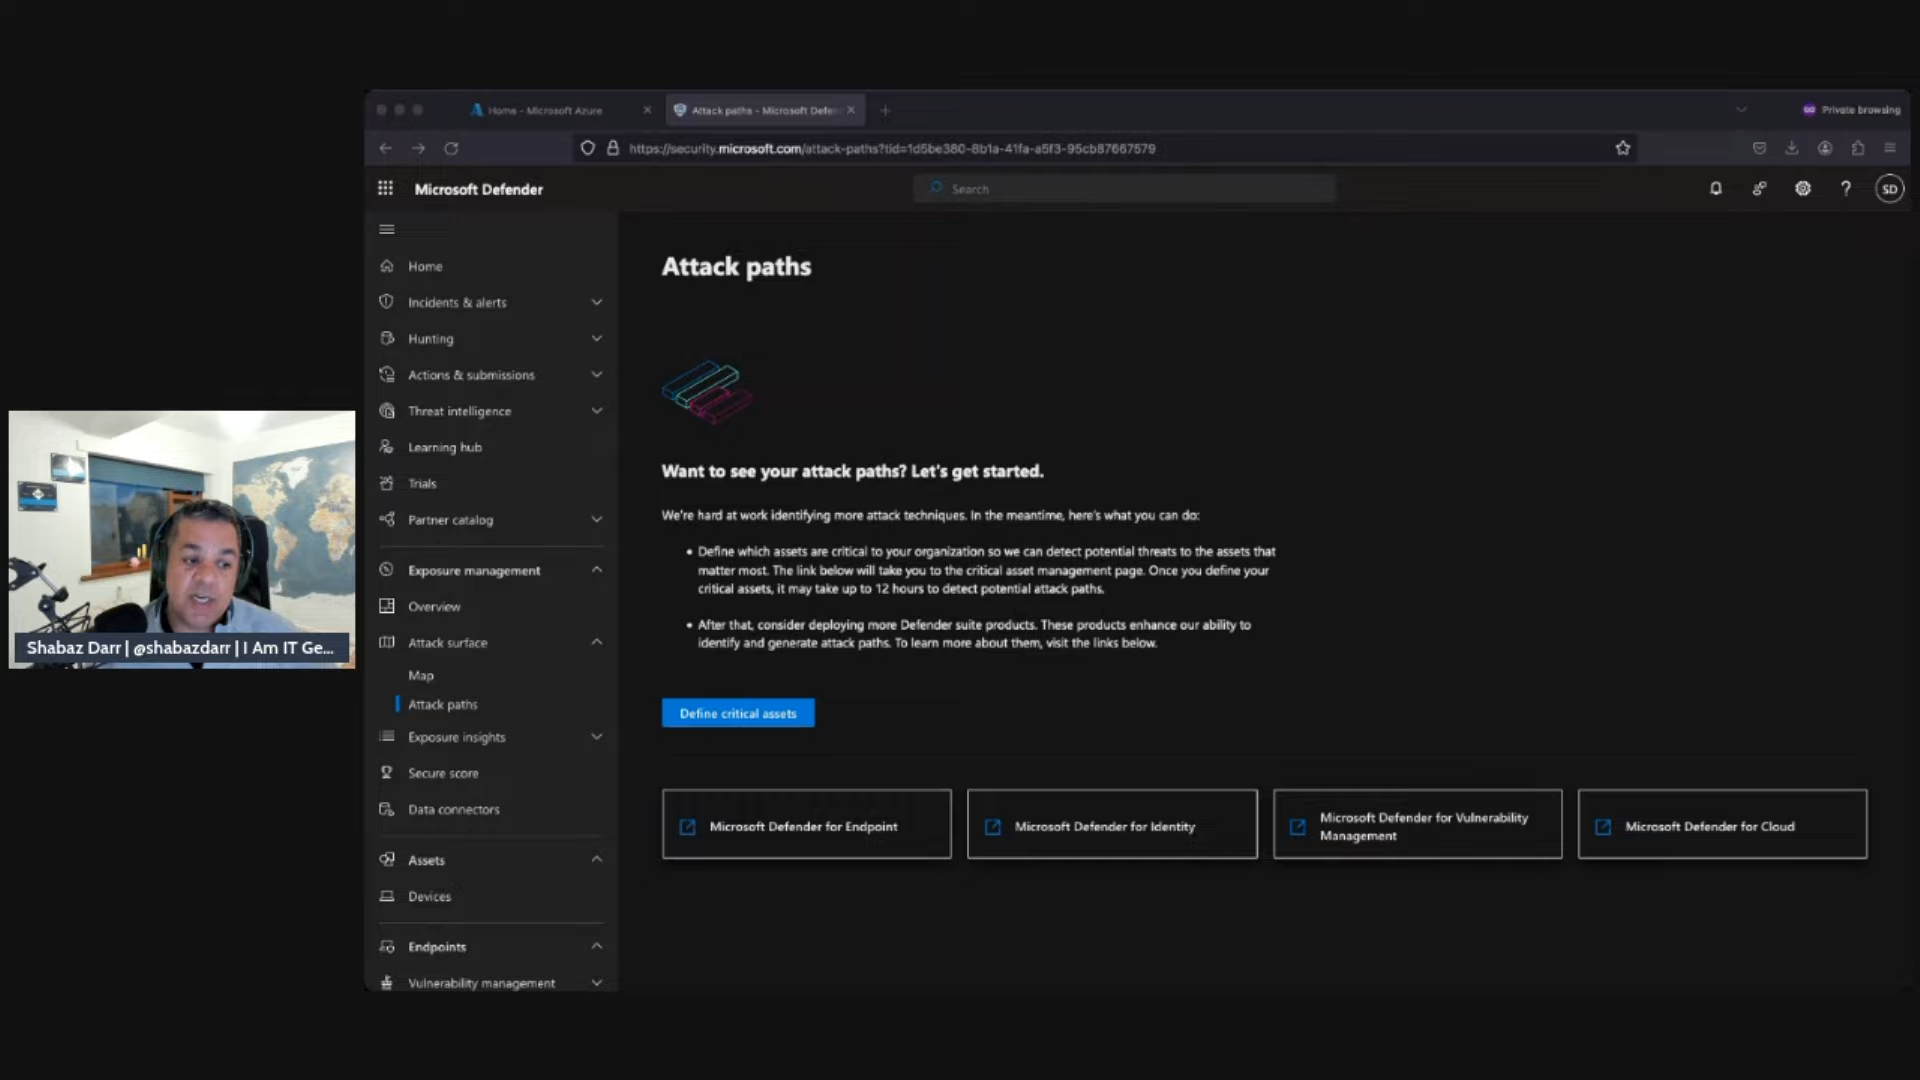 Home - Microsoft Azure
Attack paths - Microsoft Defen
Private browsing
https://security.microsoft.com/attack-paths?tid=1d5be380-8b1a-41fa-a5f3-95cb87667579
Microsoft Defender
Search
SD
Home
Incidents & alerts
Hunting
Actions & submissions
Threat intelligence
Learning hub
Trials
Partner catalog
Exposure management
Overview
Attack surface
Map
Attack paths
Exposure insights
Secure score
Data connectors
Assets
Devices
Endpoints
Vulnerability management
Attack paths
Want to see your attack paths? Let's get started.
We're hard at work identifying more attack techniques. In the meantime, here's what you can do:
• Define which assets are critical to your organization so we can detect potential threats to the assets that
matter most. The link below will take you to the critical asset management page. Once you define your
critical assets, it may take up to 12 hours to detect potential attack paths.
• After that, consider deploying more Defender suite products. These products enhance our ability to
identify and generate attack paths. To learn more about them, visit the links below.
Define critical assets
Microsoft Defender for Endpoint
Microsoft Defender for Identity
Microsoft Defender for Vulnerability
Management
Microsoft Defender for Cloud
Shabaz Darr | @shabazdarr | I Am IT Ge...